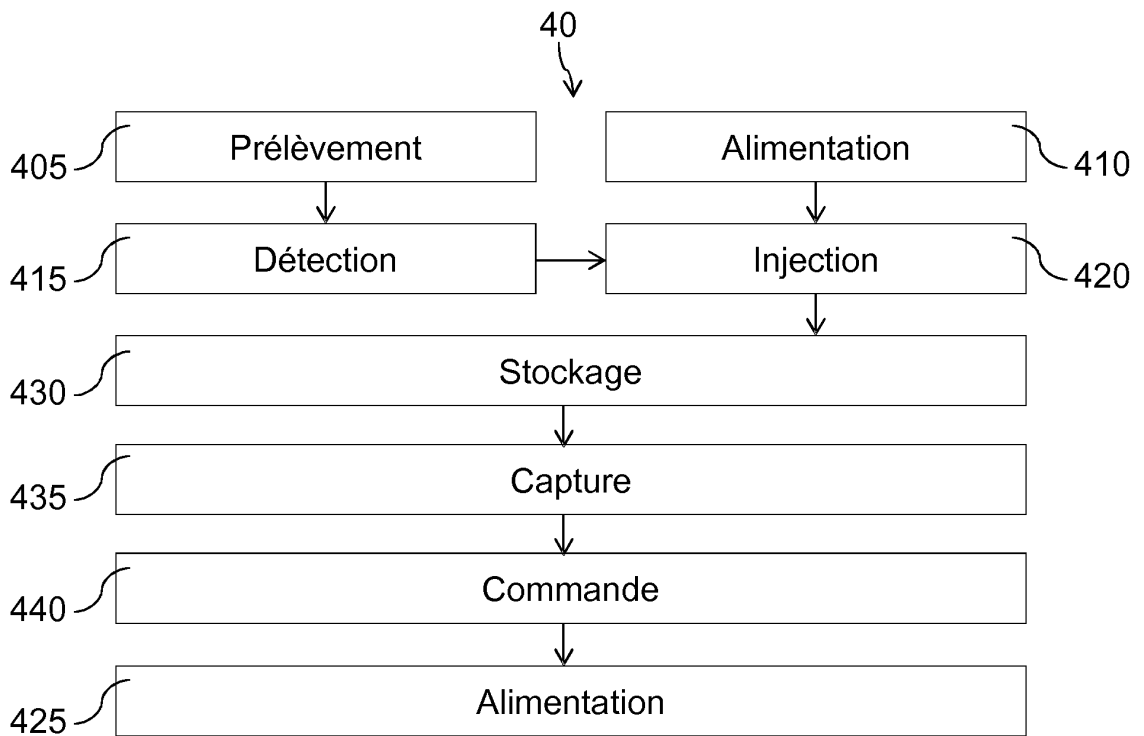 40
405 Prélèvement Alimentation 410
415 Détection Injection 420
430 Stockage
435 Capture
440 Commande
425 Alimentation